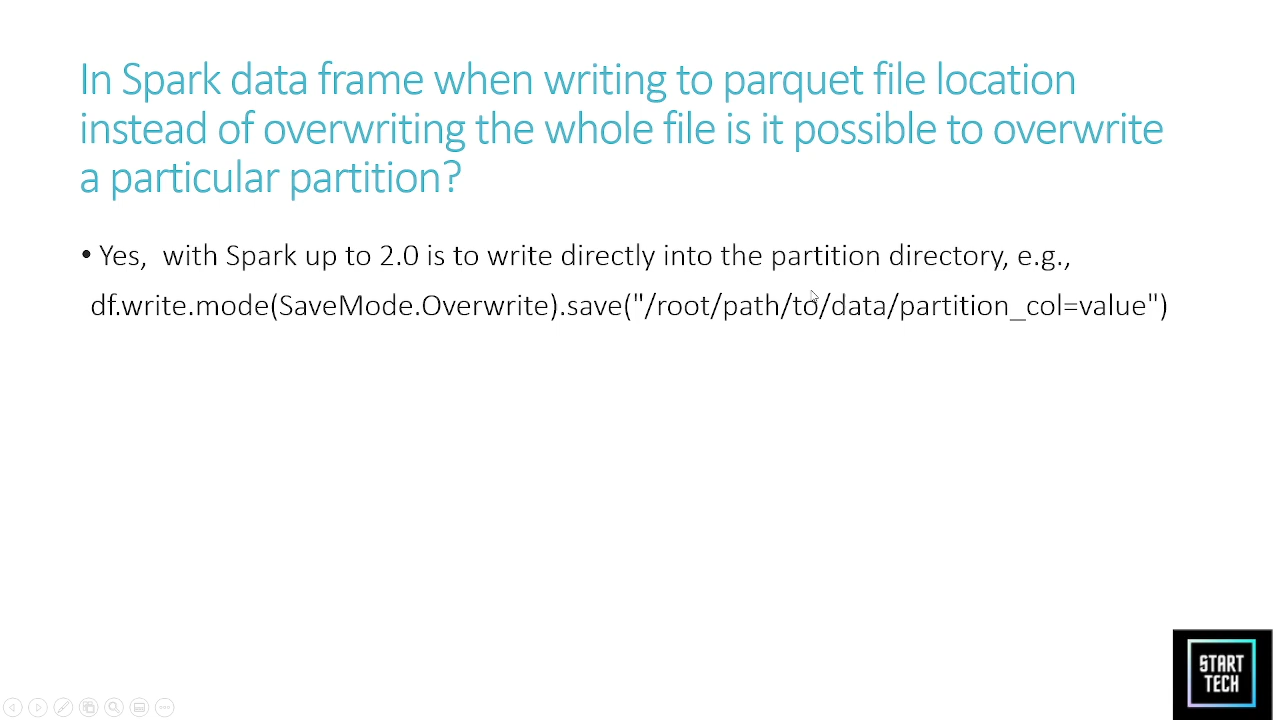 In Spark data frame when writing to parquet file location
instead of overwriting the whole file is it possible to overwrite
a particular partition?
• Yes,  with Spark up to 2.0 is to write directly into the partition directory, e.g.,
df.write.mode(SaveMode.Overwrite).save("/root/path/to/data/partition_col=value")
START
TECH